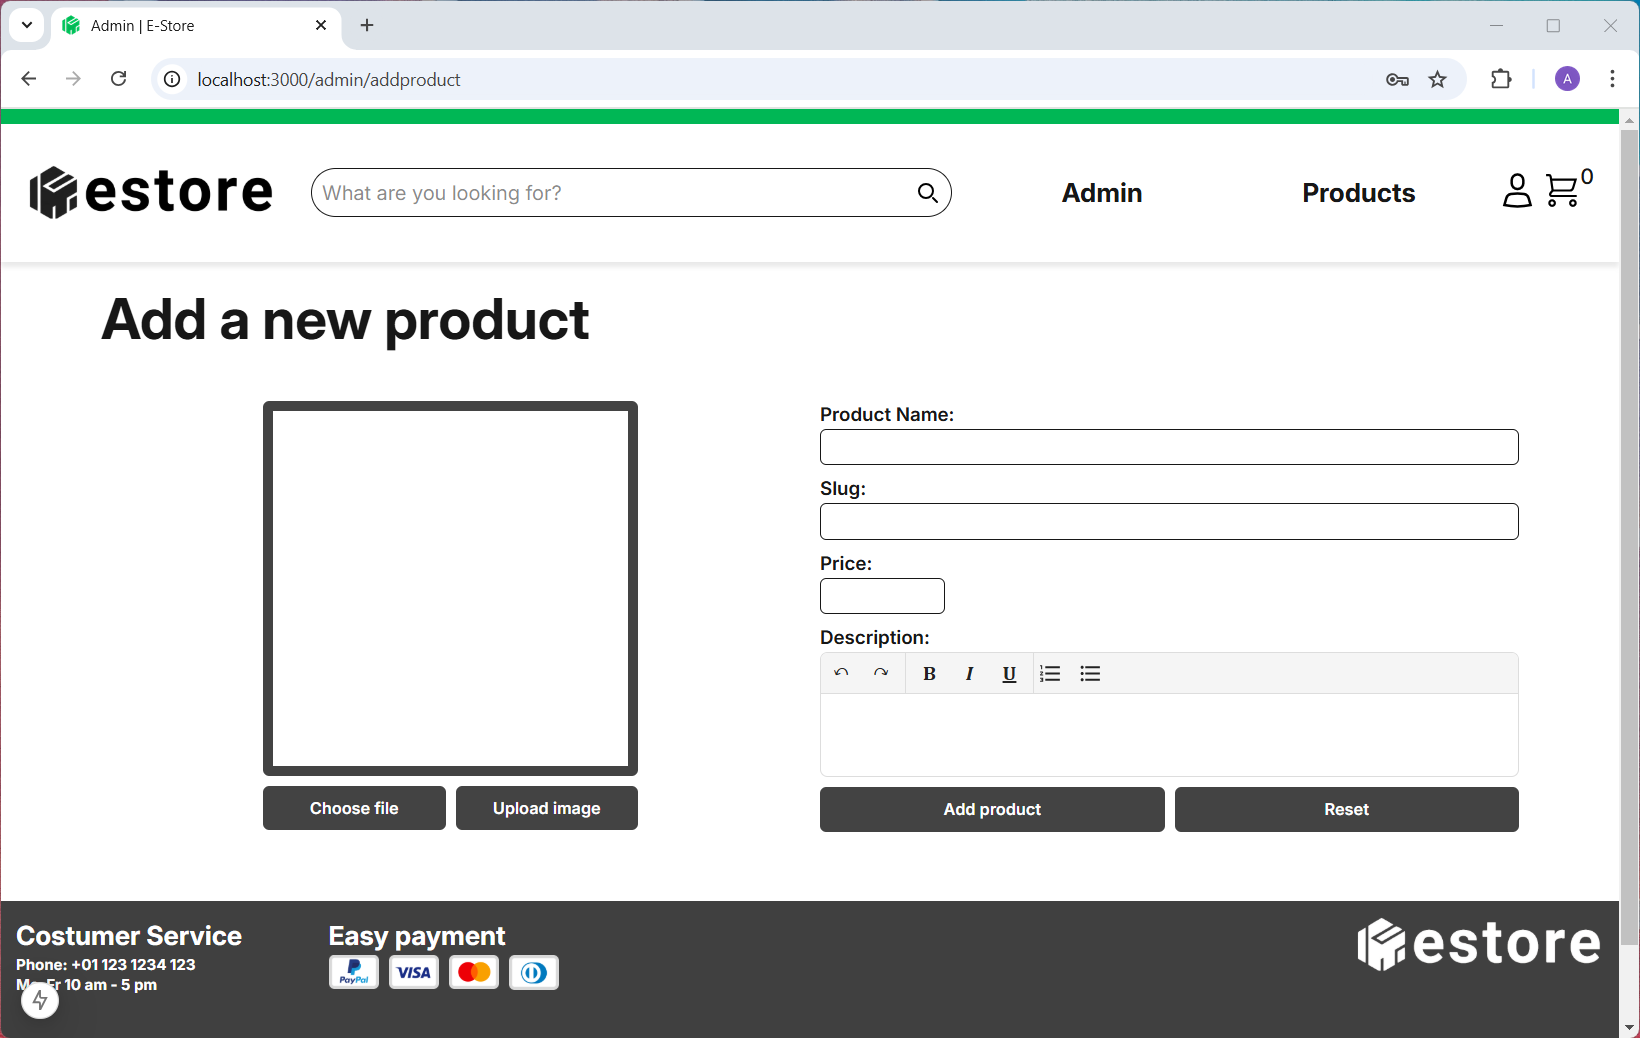 Admin | E-Store
localhost:3000/admin/addproduct
A
estore
What are you looking for?
Admin
Products
0
Add a new product
Choose file
Upload image
Product Name:
Slug:
Price:
Description:
B I U
Add product
Reset
Costumer Service
Phone: +01 123 1234 123
Fr 10 am - 5 pm
Easy payment
PayPal
VISA
estore